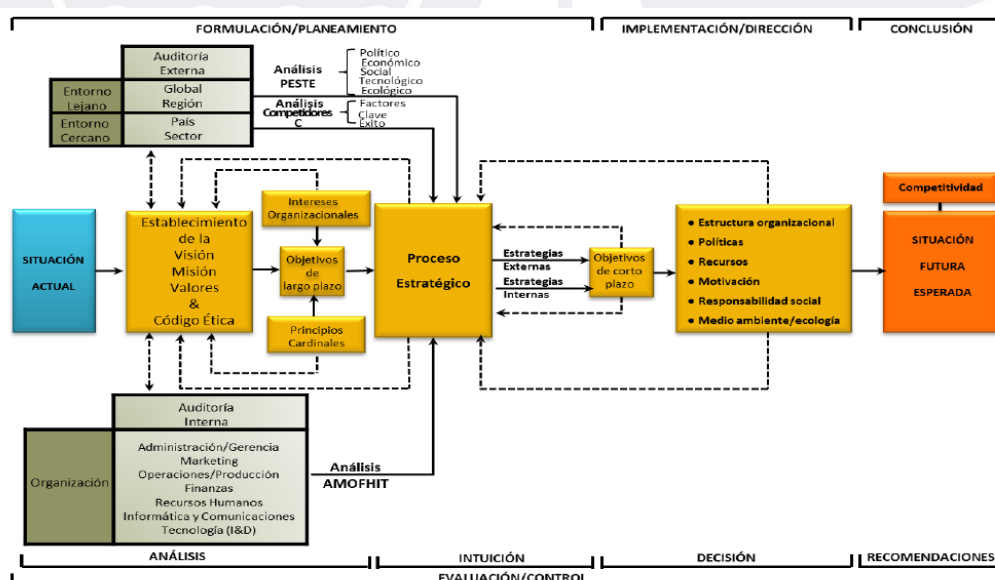 FORMULACIÓN/PLANEAMIENTO
IMPLEMENTACIÓN/DIRECCIÓN
CONCLUSIÓN
Auditoría
Externa
Entorno
Lejano
Global
Región
Entorno
Cercano
País
Sector
Análisis
PESTE
Político
Económico
Social
Tecnológico
Ecológico
Análisis
Competidores
C
Factores
Clave
Éxito
SITUACIÓN
ACTUAL
Establecimiento
de la
Visión
Misión
Valores
&
Código Ética
Intereses
Organizacionales
Objetivos
de
largo plazo
Principios
Cardinales
Proceso
Estratégico
Estrategias
Externas
Estrategias
Internas
Objetivos
de corto
plazo
• Estructura organizacional
• Políticas
• Recursos
• Motivación
• Responsabilidad social
• Medio ambiente/ecología
Competitividad
SITUACIÓN
FUTURA
ESPERADA
Auditoría
Interna
Organización
Administración/Gerencia
Marketing
Operaciones/Producción
Finanzas
Recursos Humanos
Informática y Comunicaciones
Tecnología (I&D)
Análisis
AMOFHIT
ANÁLISIS
INTUICIÓN
DECISIÓN
RECOMENDACIONES
EVALUACIÓN/CONTROL